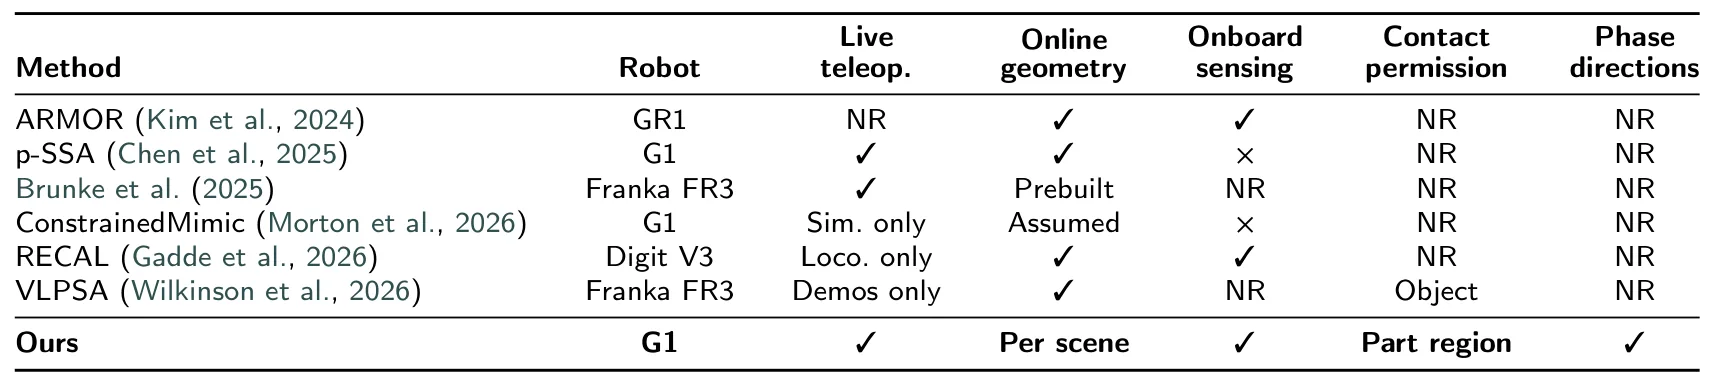 Method Robot Live teleop. Online geometry Onboard sensing Contact permission Phase directions
ARMOR (Kim et al., 2024) GR1 NR ✓ ✓ NR NR
p-SSA (Chen et al., 2025) G1 ✓ ✓ × NR NR
Brunke et al. (2025) Franka FR3 ✓ Prebuilt NR NR NR
ConstrainedMimic (Morton et al., 2026) G1 Sim. only Assumed × NR NR
RECAL (Gadde et al., 2026) Digit V3 Loco. only ✓ ✓ NR NR
VLPSA (Wilkinson et al., 2026) Franka FR3 Demos only ✓ NR Object NR
Ours G1 ✓ Per scene ✓ Part region ✓